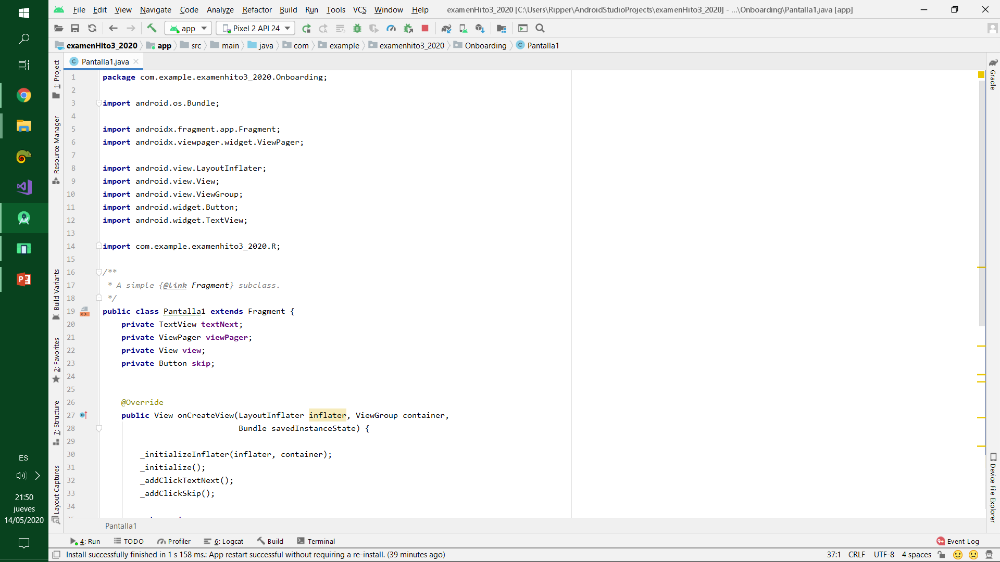 File Edit View Navigate Code Analyze Refactor Build Run Tools VCS Window Help examenHito3_2020 [C:\Users\Ripper\AndroidStudioProjects\examenHito3_2020] - ...\Onboarding\Pantalla1.java [app]
app Pixel 2 API 24
examenHito3_2020 app src main java com example examenhito3_2020 Onboarding Pantalla1
Pantalla1.java
1: Project
Resource Manager
Build Variants
2: Favorites
7: Structure
Layout Captures
1 package com.example.examenhito3_2020.Onboarding;
2
3 import android.os.Bundle;
4
5 import androidx.fragment.app.Fragment;
6 import androidx.viewpager.widget.ViewPager;
7
8 import android.view.LayoutInflater;
9 import android.view.View;
10 import android.view.ViewGroup;
11 import android.widget.Button;
12 import android.widget.TextView;
13
14 import com.example.examenhito3_2020.R;
15
16 /**
17 * A simple {@link Fragment} subclass.
18 */
19 public class Pantalla1 extends Fragment {
20 private TextView textNext;
21 private ViewPager viewPager;
22 private View view;
23 private Button skip;
24
25
26 @Override
27 public View onCreateView(LayoutInflater inflater, ViewGroup container,
28 Bundle savedInstanceState) {
29
30 _initializeInflater(inflater, container);
31 _initialize();
32 _addClickTextNext();
33 _addClickSkip();
34
Gradle
Device File Explorer
Pantalla1
4: Run TODO Profiler 6: Logcat Build Terminal 9+ Event Log
Install successfully finished in 1 s 158 ms.: App restart successful without requiring a re-install. (39 minutes ago) 37:1 CRLF UTF-8 4 spaces
ES
21:50
jueves
14/05/2020